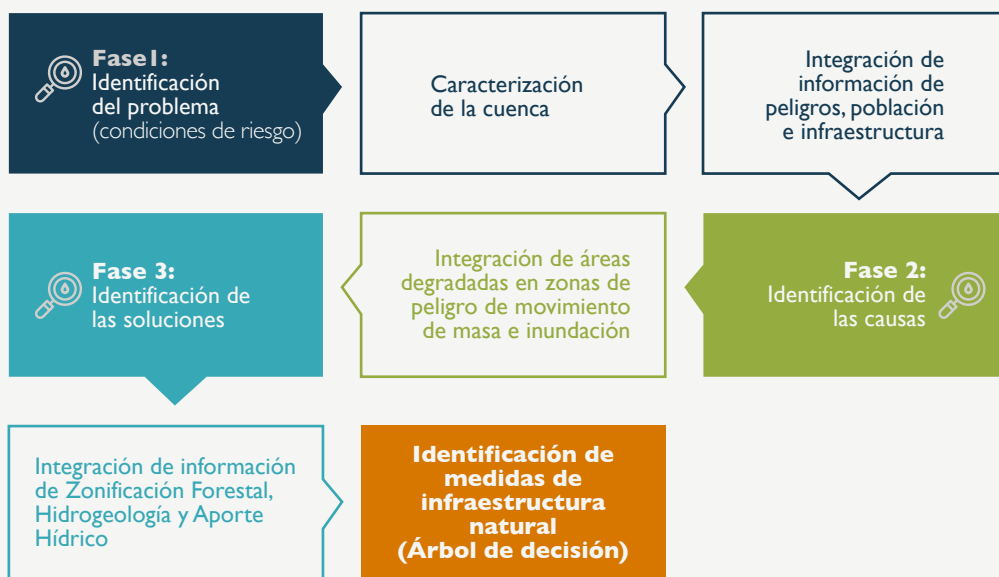 Fase1:
Identificación
del problema
(condiciones de riesgo)
Caracterización
de la cuenca
Integración de
información de
peligros, población
e infraestructura
Fase 2:
Identificación de
las causas
Integración de áreas
degradadas en zonas de
peligro de movimiento
de masa e inundación
Fase 3:
Identificación de
las soluciones
Integración de información
de Zonificación Forestal,
Hidrogeología y Aporte
Hídrico
Identificación de
medidas de
infraestructura
natural
(Árbol de decisión)